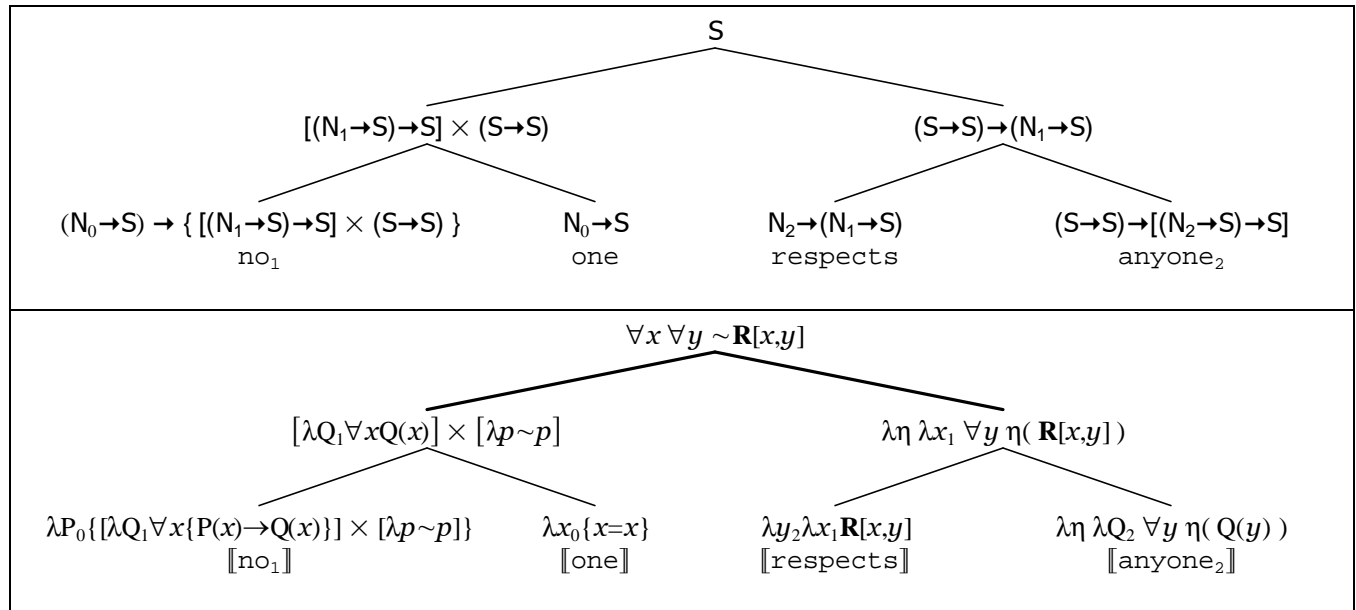 S
[(N₁→S)→S] × (S→S) (S→S)→(N₁→S)
(N₀→S) → { [(N₁→S)→S] × (S→S) } N₀→S N₂→(N₁→S) (S→S)→[(N₂→S)→S]
no₁ one respects anyone₂
∀x ∀y ~R[x,y]
[λQ₁∀xQ(x)] × [λp~p] λη λx₁ ∀y η( R[x,y] )
λP₀{[λQ₁∀x{P(x)→Q(x)}] × [λp~p]} λx₀{x=x} λy₂λx₁R[x,y] λη λQ₂ ∀y η( Q(y) )
⟦no₁⟧ ⟦one⟧ ⟦respects⟧ ⟦anyone₂⟧